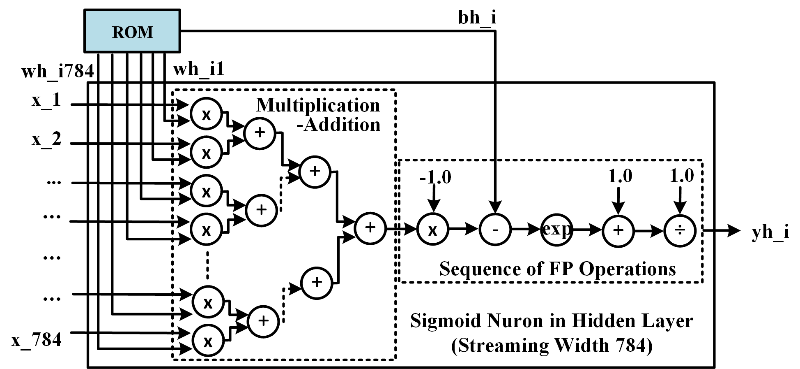 bh_i
ROM
wh_i784
wh_i1
x_1
Multiplication
-Addition
x
+
x_2
x
...
x
+
-1.0
1.0
1.0
+
...
x
+
+
x
-
exp
+
÷
yh_i
...
Sequence of FP Operations
...
x
+
+
x_784
x
Sigmoid Nuron in Hidden Layer
(Streaming Width 784)